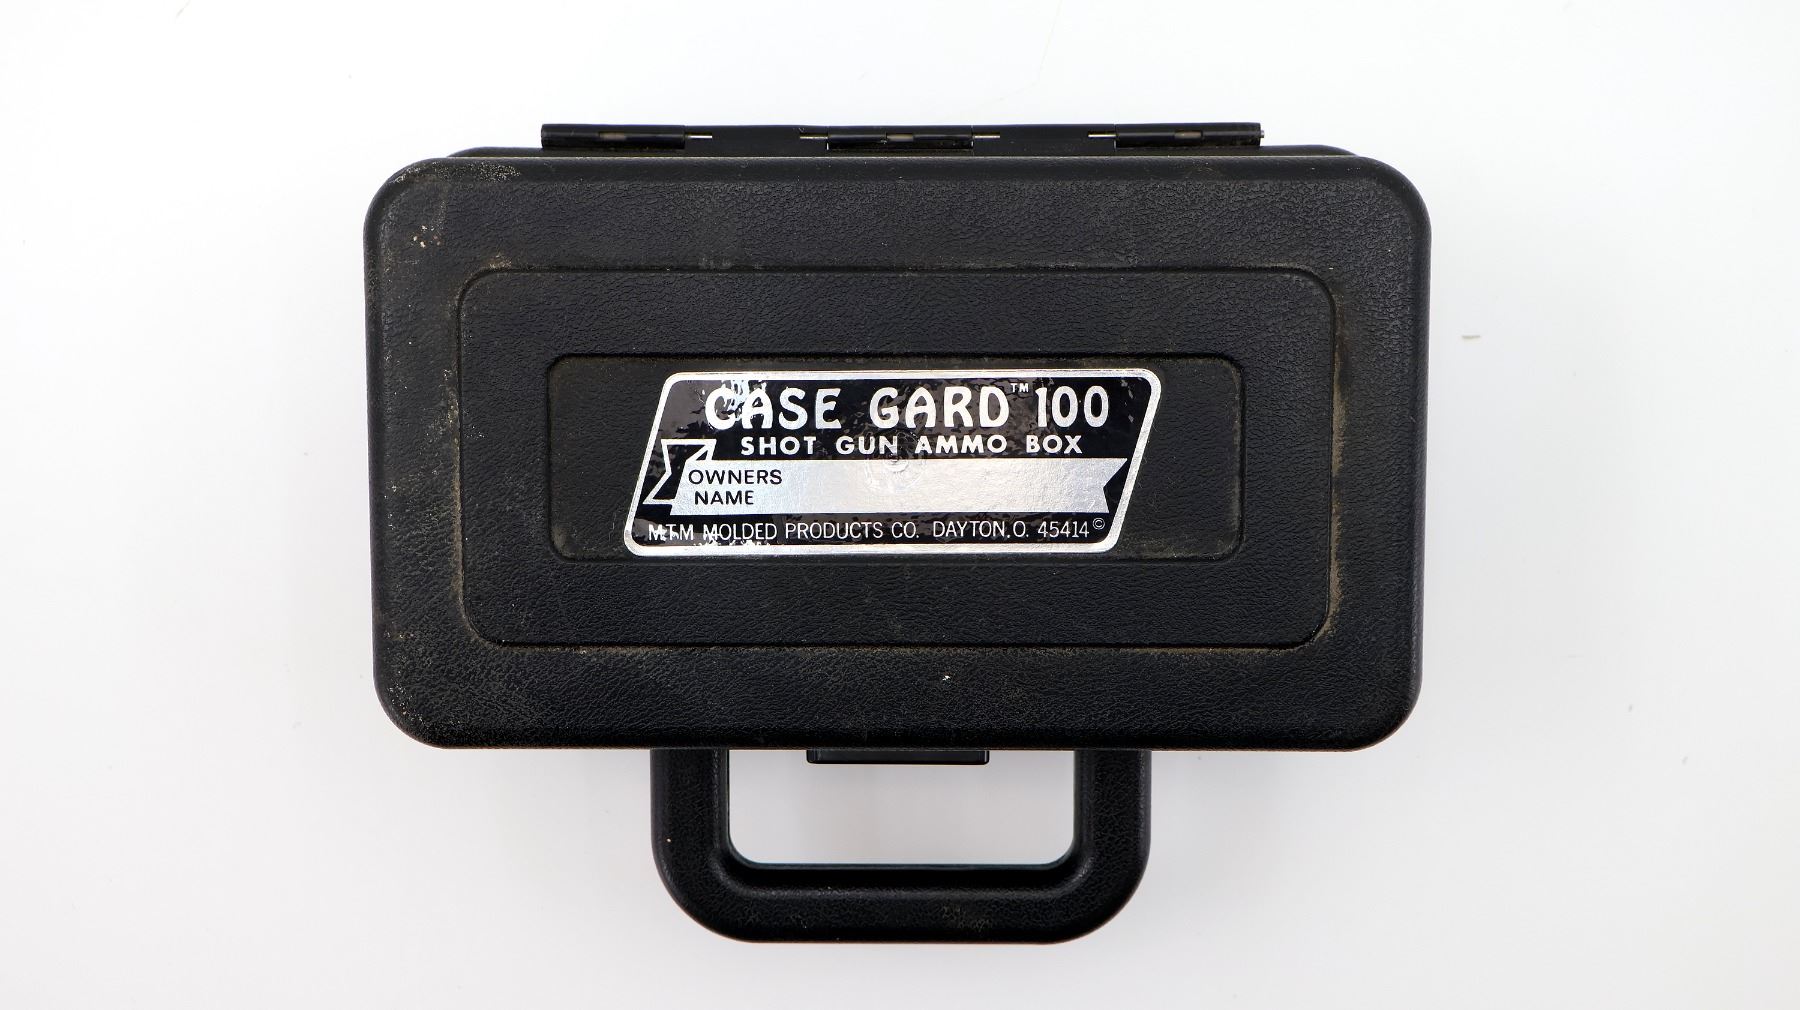 CASE GARD™ 100
SHOT GUN AMMO BOX
OWNERS
NAME
MTM MOLDED PRODUCTS CO. DAYTON, O. 45414©